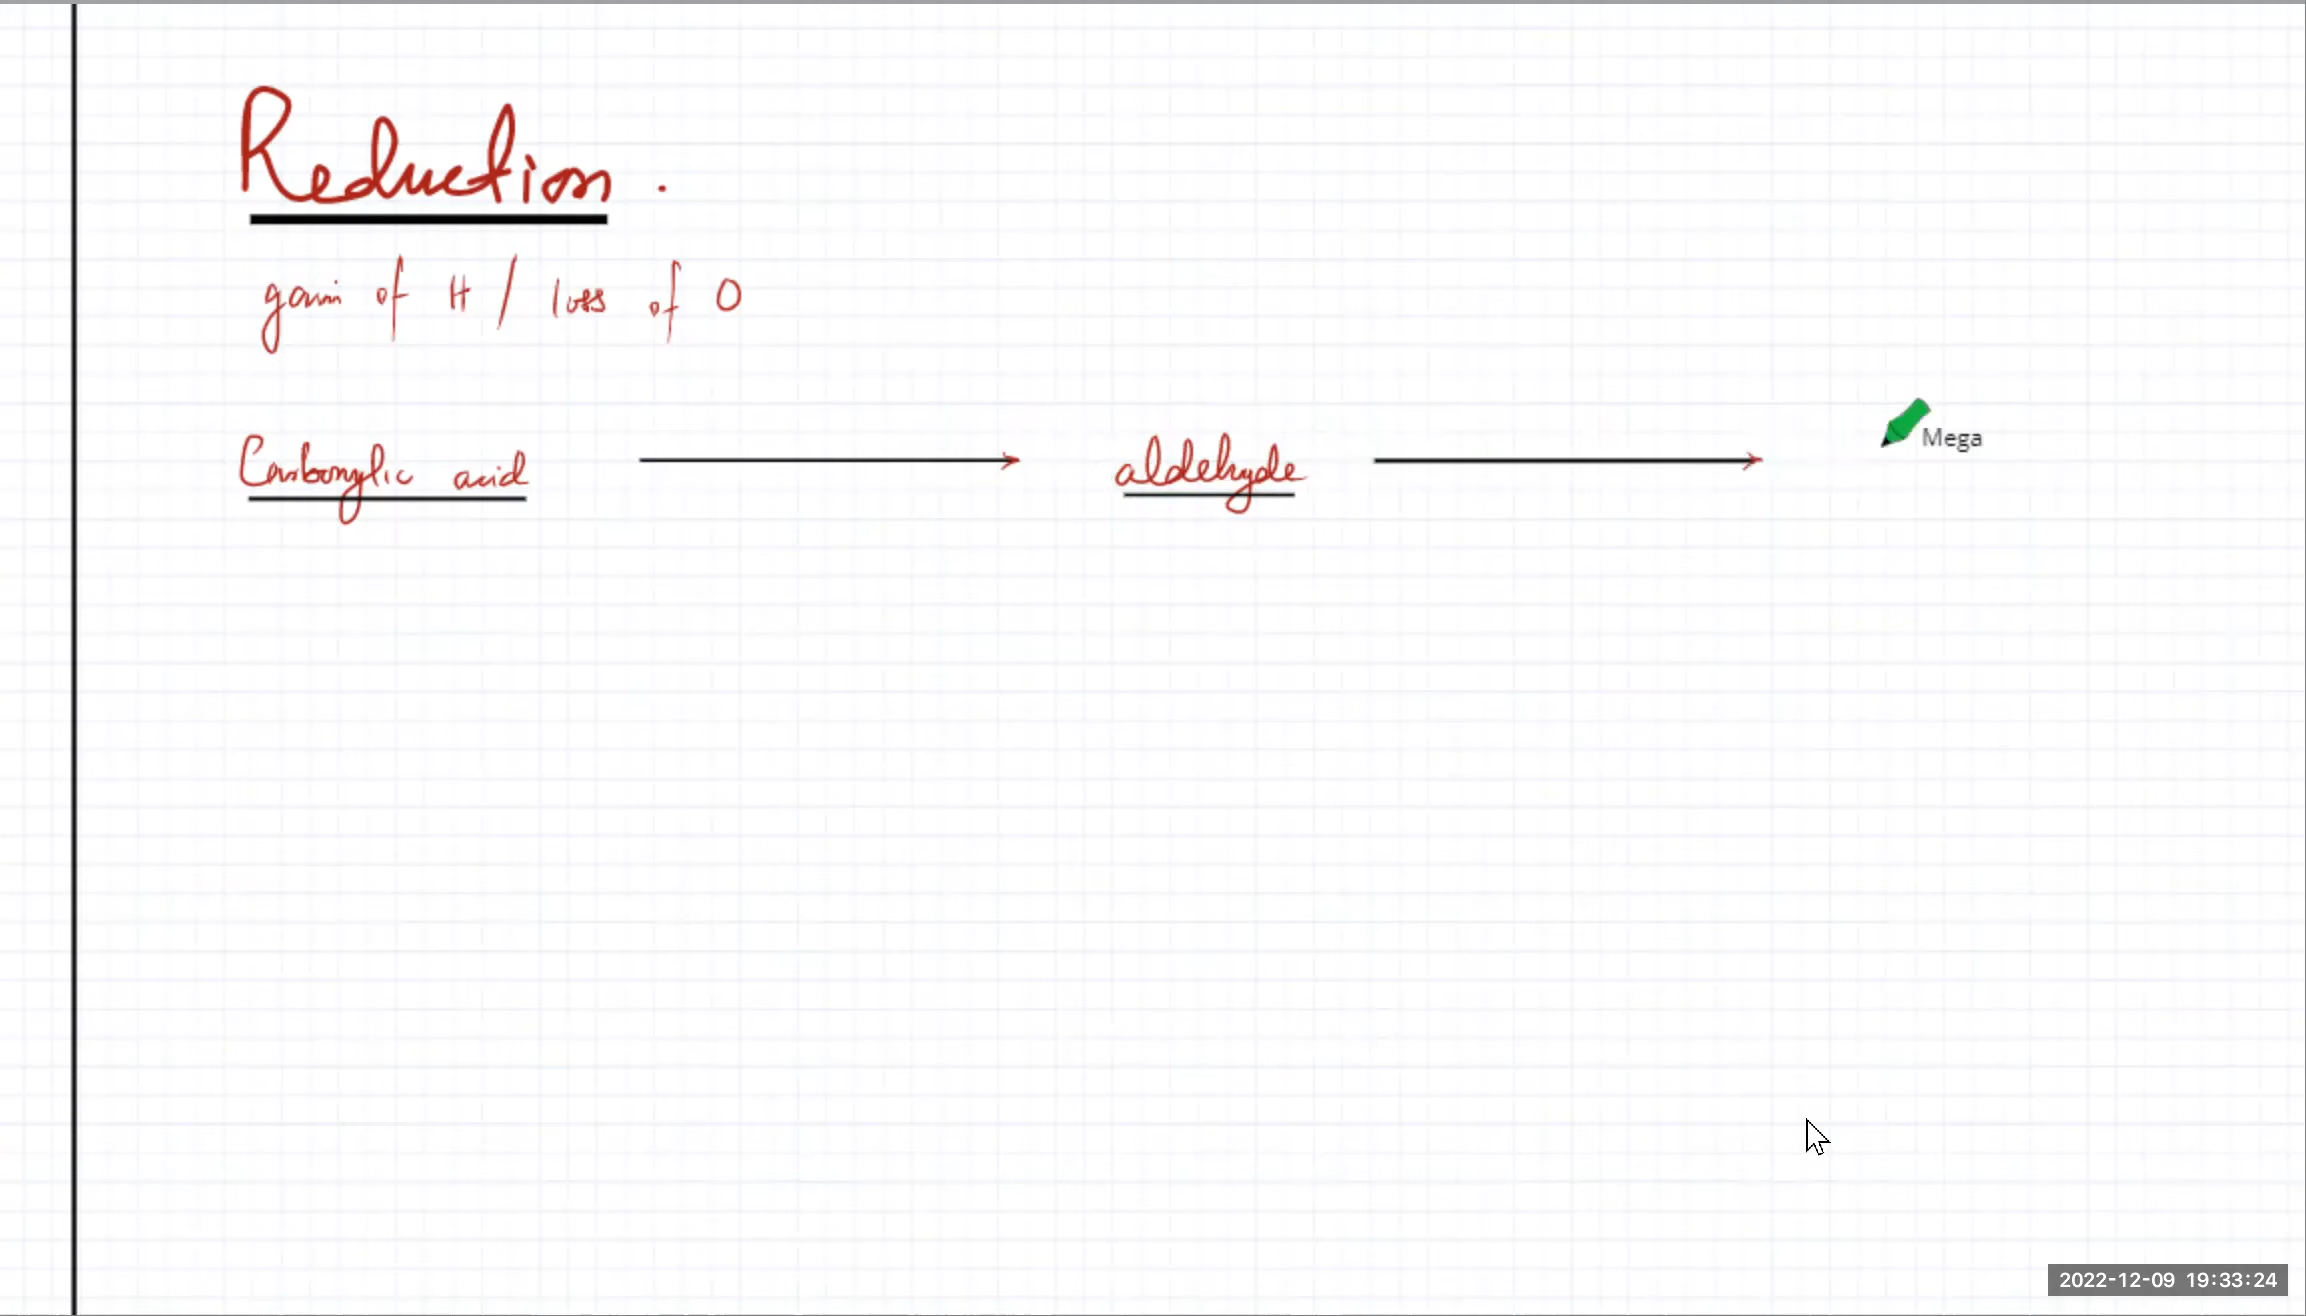 Reduction .
gain of H / loss of O
Carboxylic acid → aldehyde →
Mega
2022-12-09 19:33:24